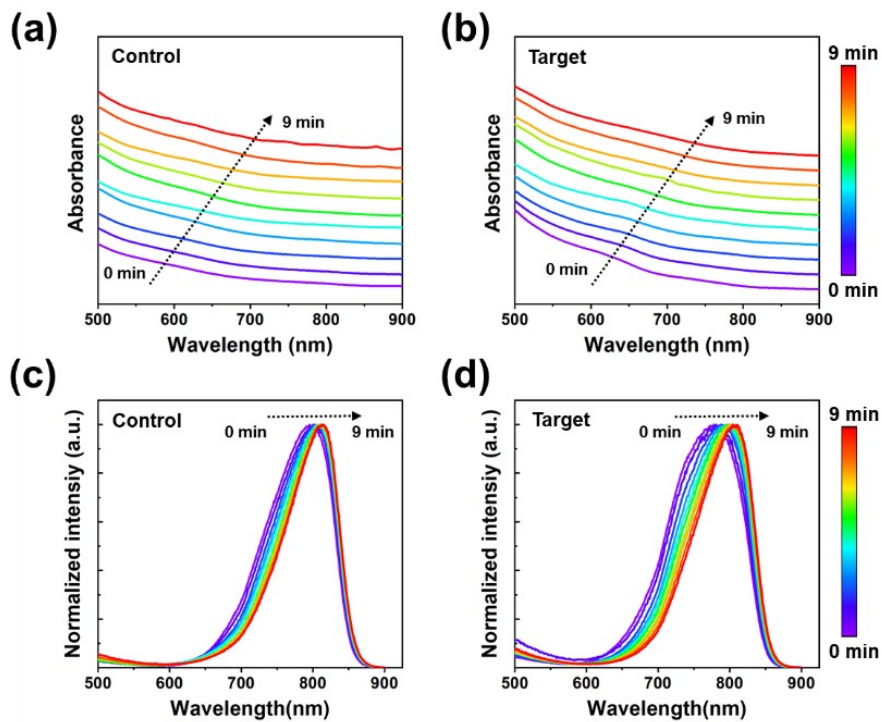 (a)
Control
9 min
0 min
Absorbance
500 600 700 800 900
Wavelength (nm)
(b)
Target
9 min
0 min
Absorbance
500 600 700 800 900
Wavelength (nm)
9 min
0 min
(c)
Control
0 min 9 min
Normalized intensiy (a.u.)
500 600 700 800 900
Wavelength(nm)
(d)
Target
0 min 9 min
Normalized intensiy (a.u.)
500 600 700 800 900
Wavelength(nm)
9 min
0 min